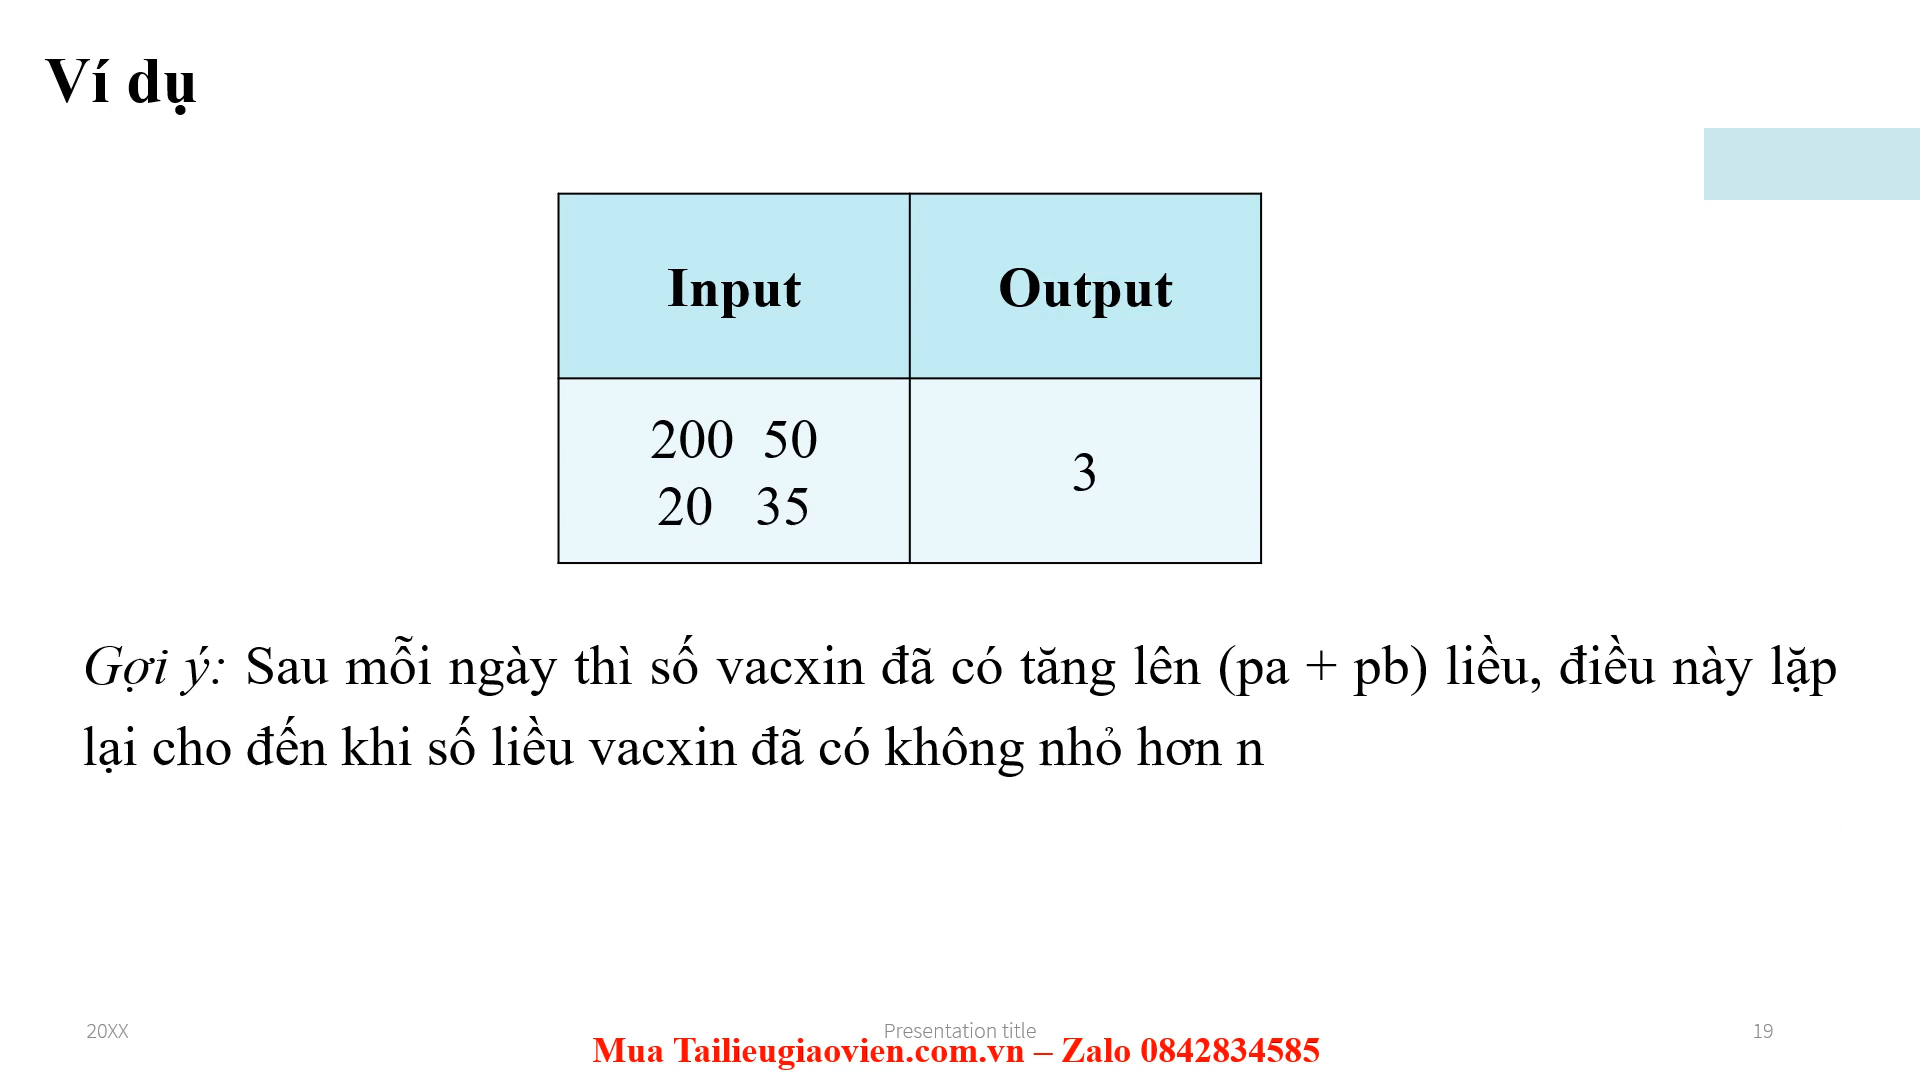 Ví dụ
Input Output
200 50
3
20 35
Gợi ý: Sau mỗi ngày thì số vacxin đã có tăng lên (pa + pb) liều, điều này lặp
lại cho đến khi số liều vacxin đã có không nhỏ hơn n
20XX Presentation title 19
Mua Tailieugiaovien.com.vn – Zalo 0842834585